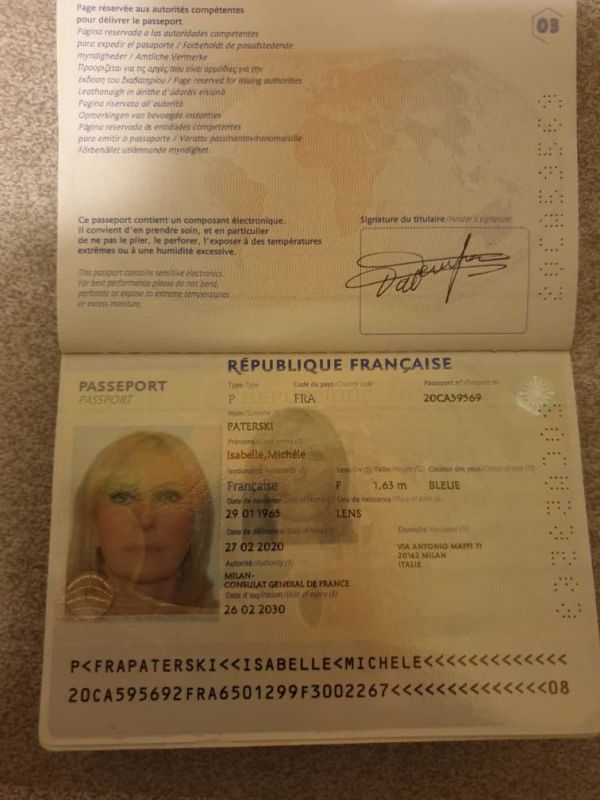 Page réservée aux autorités compétentes
pour délivrer le passeport
Página reservada a las autoridades competentes
para expedir el pasaporte / Forbeholdt de pasudstedende
myndigheder / Amtliche Vermerke
Προορίζεται για τις αρχές που είναι αρμόδιες για την
έκδοση του διαβατηρίου / Page reserved for issuing authorities
Pagina riservata all'autorità
Opmerkingen van bevoegde instanties
Página reservada às entidades competentes
para emitir o passaporte / Varattu passinantoviranomaisille
Förbehållet utlämnande myndighet.
03
Ce passeport contient un composant électronique.
Il convient d'en prendre soin, et en particulier
de ne pas le plier, le perforer, l'exposer à des températures
extrêmes ou à une humidité excessive.
This passport contains sensitive electronics.
For best performance please do not bend,
perforate or expose to extreme temperatures
or excess moisture.
Signature du titulaire/Holder's signature
RÉPUBLIQUE FRANÇAISE
PASSEPORT
PASSPORT
Type/Type Code du pays/Country code Passeport n°/Passport no
P FRA 20CA59569
Nom/Surname (1)
PATERSKI
Prénoms/Given names (2)
Isabelle,Michéle
Nationalité/Nationality (3) Sexe/Sex (5) Taille/Height (12) Couleur des yeux/Colour of eyes (13)
Française F 1,63 m BLEUE
Date de naissance/Date of birth (4) Lieu de naissance/Place of birth (6)
29 01 1965 LENS
Date de délivrance/Date of issue (7) Domicile/Residence (11)
27 02 2020 VIA ANTONIO MAFFI 11
20162 MILAN
ITALIE
Autorité/Authority (9)
MILAN-
CONSULAT GENERAL DE FRANCE
Date d'expiration/Date of expiry (8)
26 02 2030
P<FRAPATERSKI<<ISABELLE<MICHELE<<<<<<<<<<<<<
20CA595692FRA6501299F3002267<<<<<<<<<<<<<<08